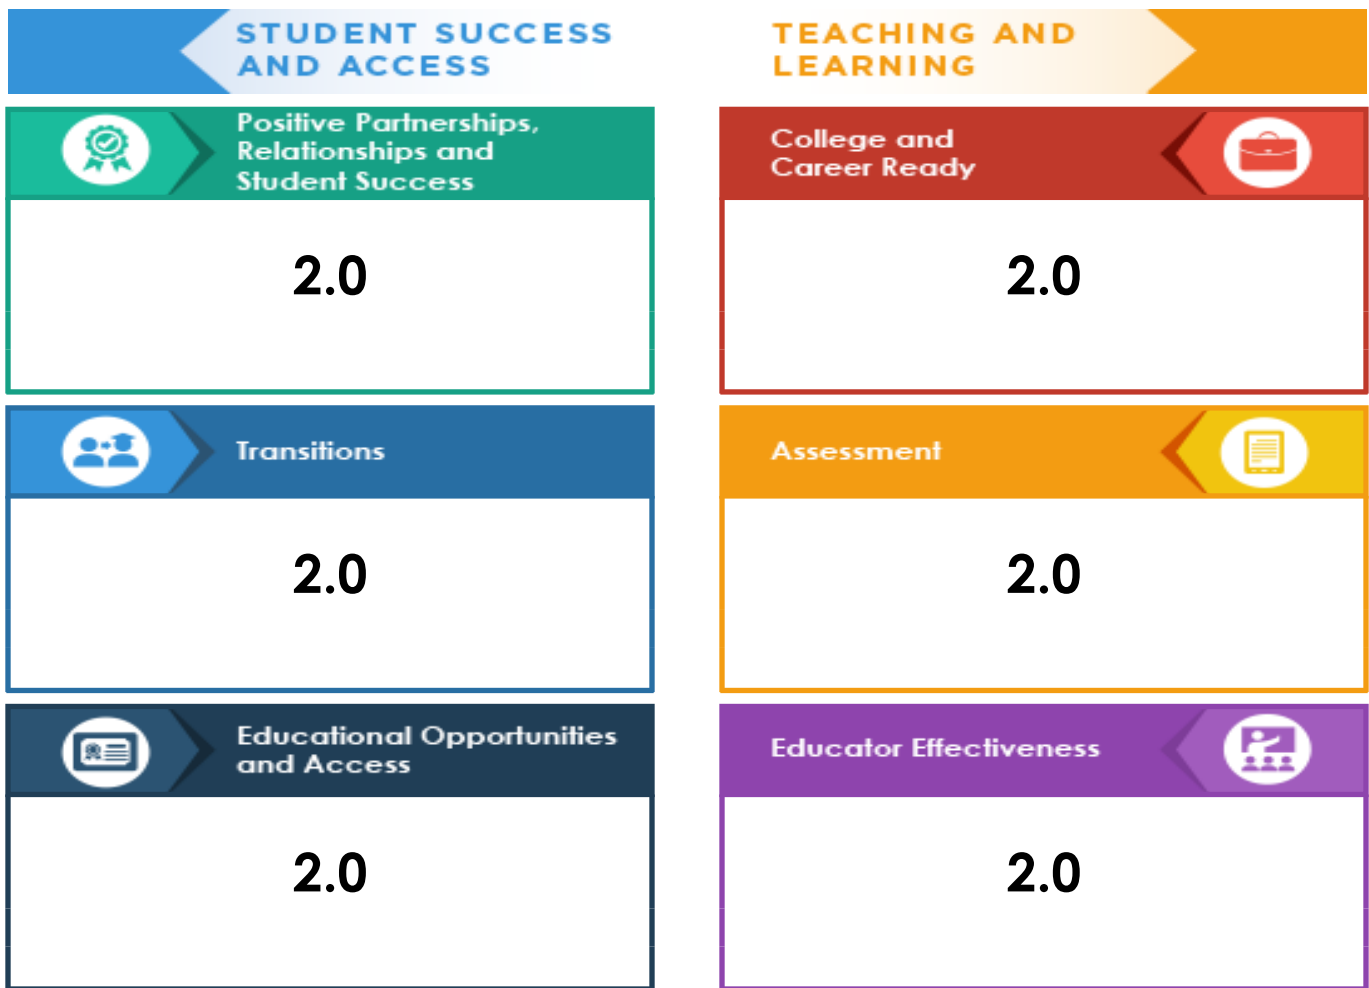 STUDENT SUCCESS
AND ACCESS
TEACHING AND
LEARNING
Positive Partnerships,
Relationships and
Student Success
2.0
College and
Career Ready
2.0
Transitions
2.0
Assessment
2.0
Educational Opportunities
and Access
2.0
Educator Effectiveness
2.0